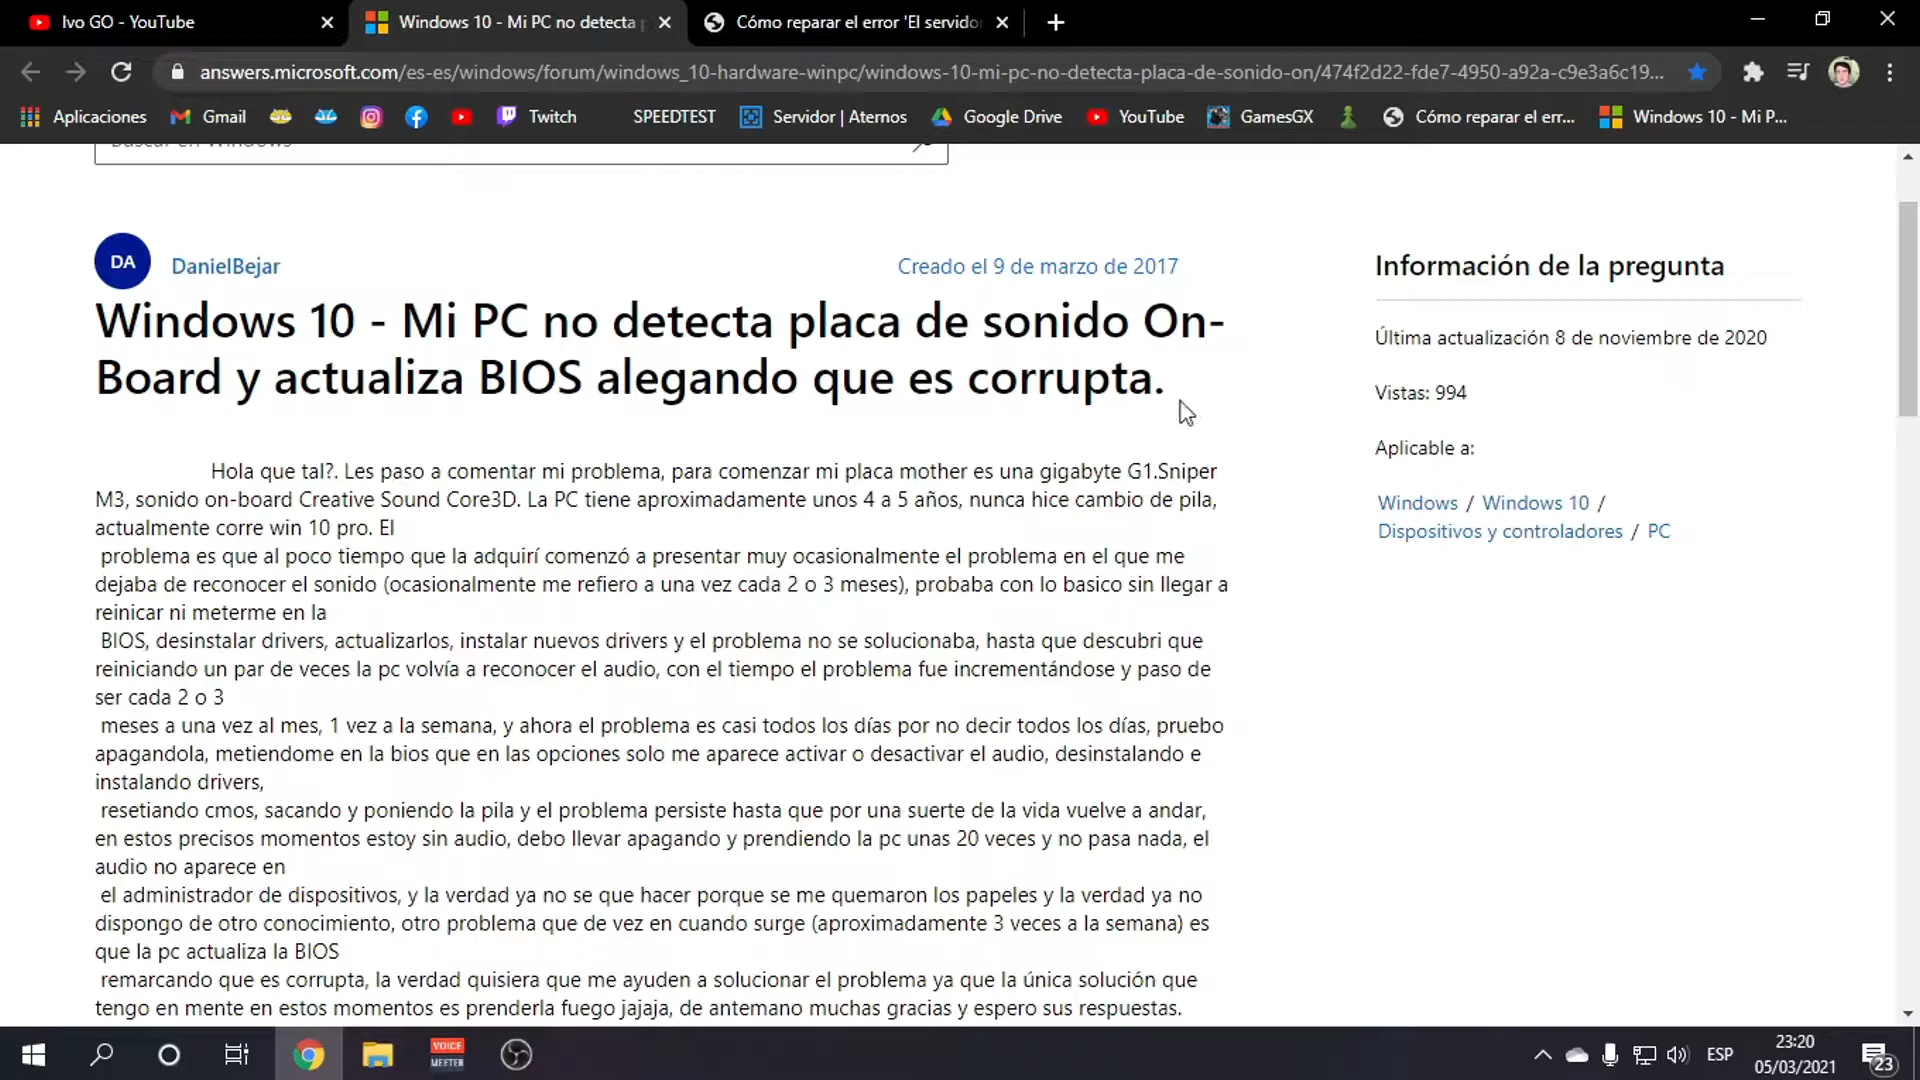 Ivo GO - YouTube
Windows 10 - Mi PC no detecta
Cómo reparar el error 'El servido
answers.microsoft.com/es-es/windows/forum/windows_10-hardware-winpc/windows-10-mi-pc-no-detecta-placa-de-sonido-on/474f2d22-fde7-4950-a92a-c9e3a6c19...
Aplicaciones Gmail Twitch SPEEDTEST Servidor | Aternos Google Drive YouTube GamesGX Cómo reparar el err... Windows 10 - Mi P...
Buscar en Windows
DA DanielBejar Creado el 9 de marzo de 2017
Windows 10 - Mi PC no detecta placa de sonido On-
Board y actualiza BIOS alegando que es corrupta.
Hola que tal?. Les paso a comentar mi problema, para comenzar mi placa mother es una gigabyte G1.Sniper
M3, sonido on-board Creative Sound Core3D. La PC tiene aproximadamente unos 4 a 5 años, nunca hice cambio de pila,
actualmente corre win 10 pro. El
problema es que al poco tiempo que la adquirí comenzó a presentar muy ocasionalmente el problema en el que me
dejaba de reconocer el sonido (ocasionalmente me refiero a una vez cada 2 o 3 meses), probaba con lo basico sin llegar a
reinicar ni meterme en la
BIOS, desinstalar drivers, actualizarlos, instalar nuevos drivers y el problema no se solucionaba, hasta que descubri que
reiniciando un par de veces la pc volvía a reconocer el audio, con el tiempo el problema fue incrementándose y paso de
ser cada 2 o 3
meses a una vez al mes, 1 vez a la semana, y ahora el problema es casi todos los días por no decir todos los días, pruebo
apagandola, metiendome en la bios que en las opciones solo me aparece activar o desactivar el audio, desinstalando e
instalando drivers,
resetiando cmos, sacando y poniendo la pila y el problema persiste hasta que por una suerte de la vida vuelve a andar,
en estos precisos momentos estoy sin audio, debo llevar apagando y prendiendo la pc unas 20 veces y no pasa nada, el
audio no aparece en
el administrador de dispositivos, y la verdad ya no se que hacer porque se me quemaron los papeles y la verdad ya no
dispongo de otro conocimiento, otro problema que de vez en cuando surge (aproximadamente 3 veces a la semana) es
que la pc actualiza la BIOS
remarcando que es corrupta, la verdad quisiera que me ayuden a solucionar el problema ya que la única solución que
tengo en mente en estos momentos es prenderla fuego jajaja, de antemano muchas gracias y espero sus respuestas.
Información de la pregunta
Última actualización 8 de noviembre de 2020
Vistas: 994
Aplicable a:
Windows / Windows 10 /
Dispositivos y controladores / PC
VOICE
MEETER
ESP
23:20
05/03/2021
23